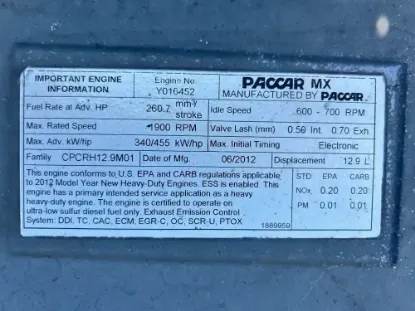 IMPORTANT ENGINE INFORMATION
Engine No. Y016452
PACCAR MX
MANUFACTURED BY PACCAR
Fuel Rate at Adv. HP 260.7 mm³/stroke
Idle Speed 600 - 700 RPM
Max. Rated Speed 1900 RPM
Valve Lash (mm) 0.50 Int. 0.70 Exh
Max. Adv. kW/hp 340/455 kW/hp
Max. Initial Timing Electronic
Family CPCRH12.9M01
Date of Mfg. 06/2012
Displacement 12.9 L
This engine conforms to U.S. EPA and CARB regulations applicable
to 2012 Model Year New Heavy-Duty Engines. ESS is enabled. This
engine has a primary intended service application as a heavy
heavy-duty engine. The engine is certified to operate on
ultra-low sulfur diesel fuel only. Exhaust Emission Control
System: DDI, TC, CAC, ECM, EGR-C, OC, SCR-U, PTOX
STD EPA CARB
NOx 0.20 0.20
PM 0.01 0.01